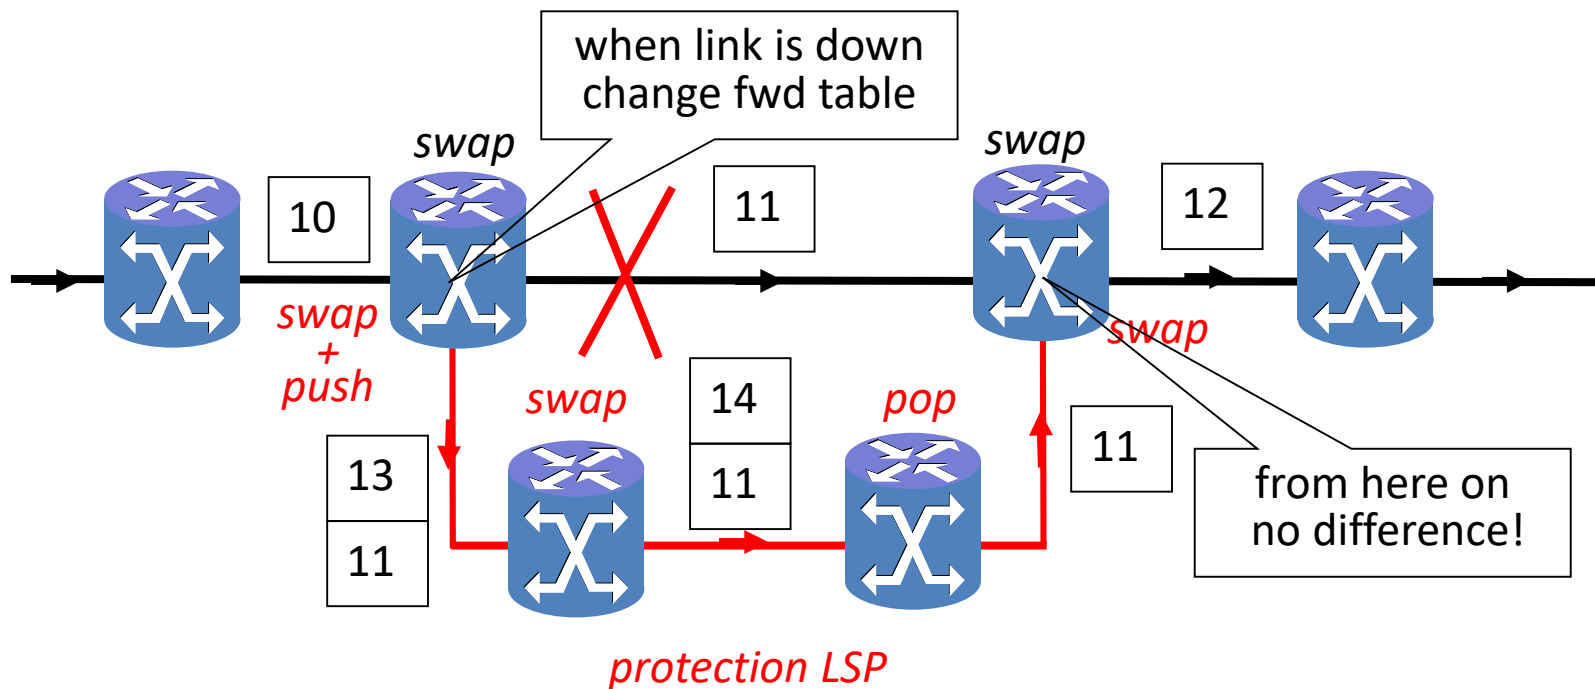 when link is down
change fwd table
swap
swap
10
11
12
swap
+
push
swap
14
11
pop
swap
13
11
11
from here on
no difference!
protection LSP